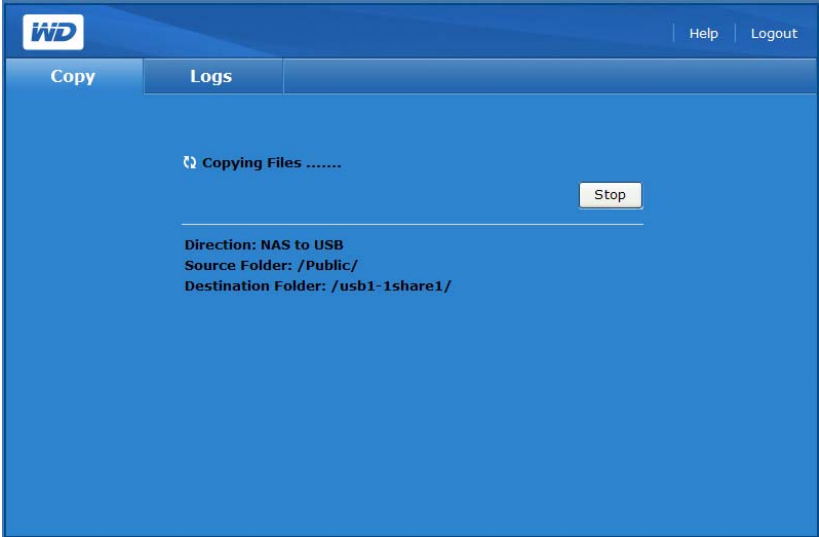 WD
Help
Logout
Copy
Logs
Copying Files .......
Stop
Direction: NAS to USB
Source Folder: /Public/
Destination Folder: /usb1-1share1/